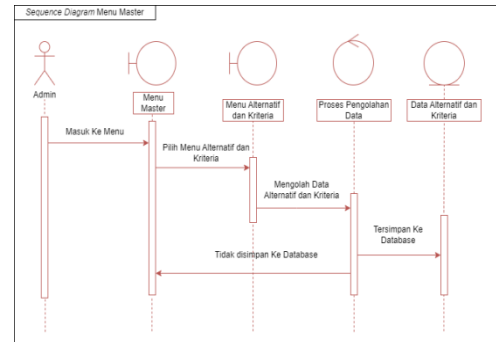 Sequence Diagram Menu Master
Admin
Menu
Master
Menu Alternatif
dan Kriteria
Proses Pengolahan
Data
Data Alternatif dan
Kriteria
Masuk Ke Menu
Pilih Menu Alternatif dan
Kriteria
Mengolah Data
Alternatif dan Kriteria
Tersimpan Ke
Database
Tidak disimpan Ke Database